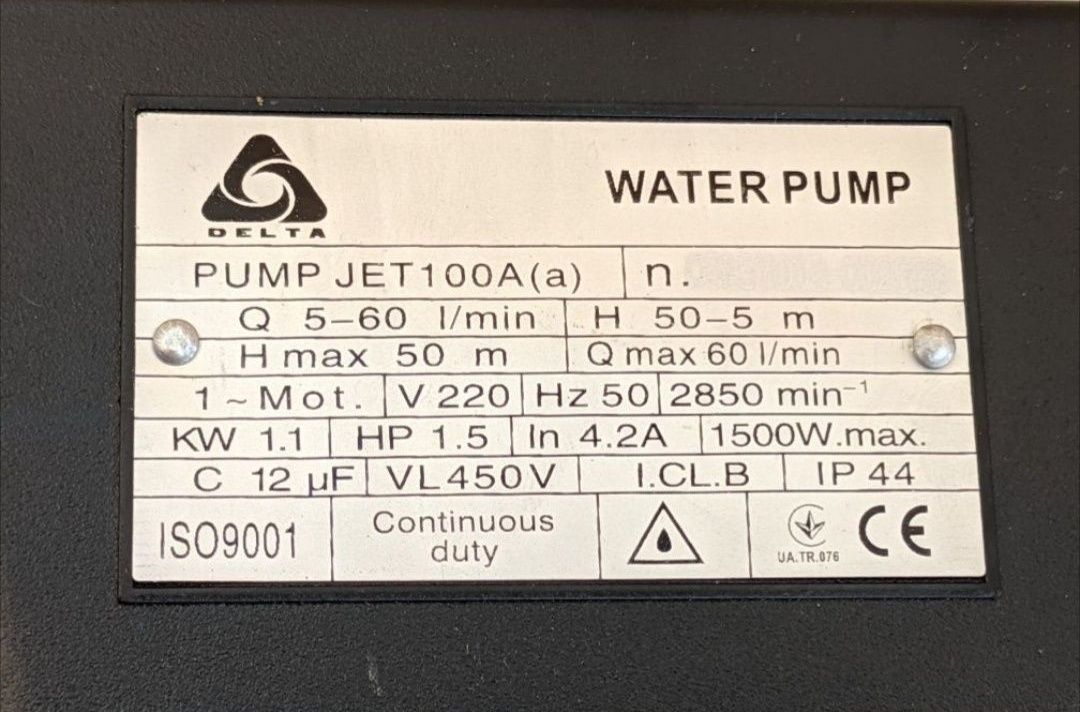 DELTA
WATER PUMP
PUMP JET100A(a) n.
Q 5–60 l/min H 50–5 m
H max 50 m Q max 60 l/min
1 ~ Mot. V 220 Hz 50 2850 min⁻¹
KW 1.1 HP 1.5 In 4.2A 1500W.max.
C 12 µF VL450V I.CL.B IP 44
ISO9001
Continuous
duty
UA.TR.076
CE